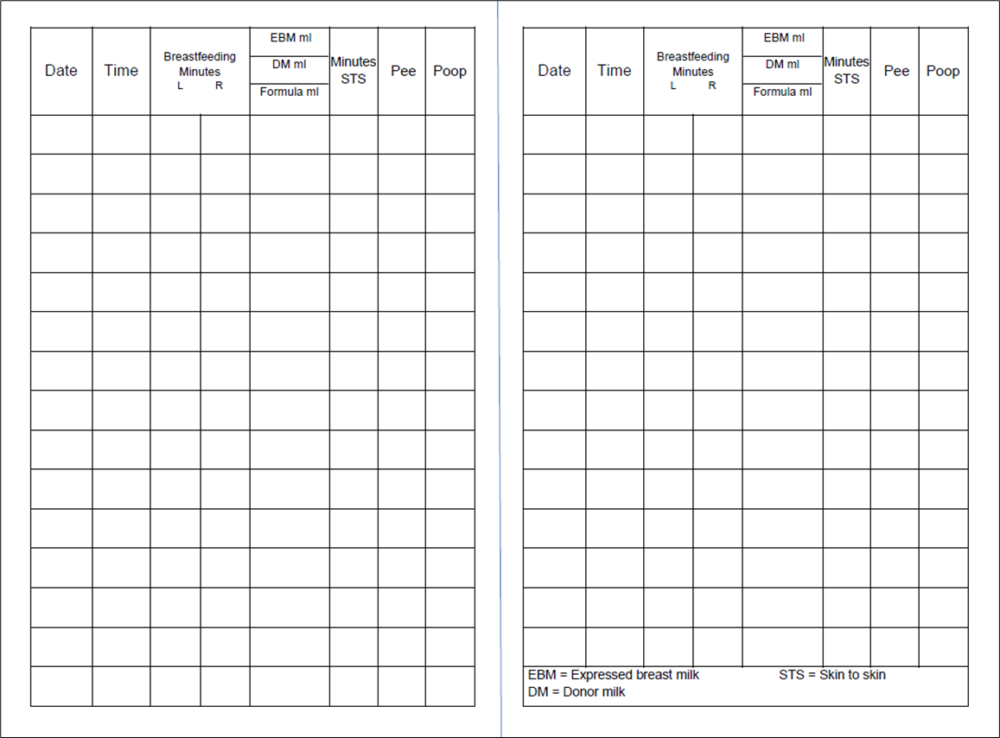 Date Time Breastfeeding Minutes L R EBM ml DM ml Formula ml Minutes STS Pee Poop
Date Time Breastfeeding Minutes L R EBM ml DM ml Formula ml Minutes STS Pee Poop
EBM = Expressed breast milk STS = Skin to skin
DM = Donor milk